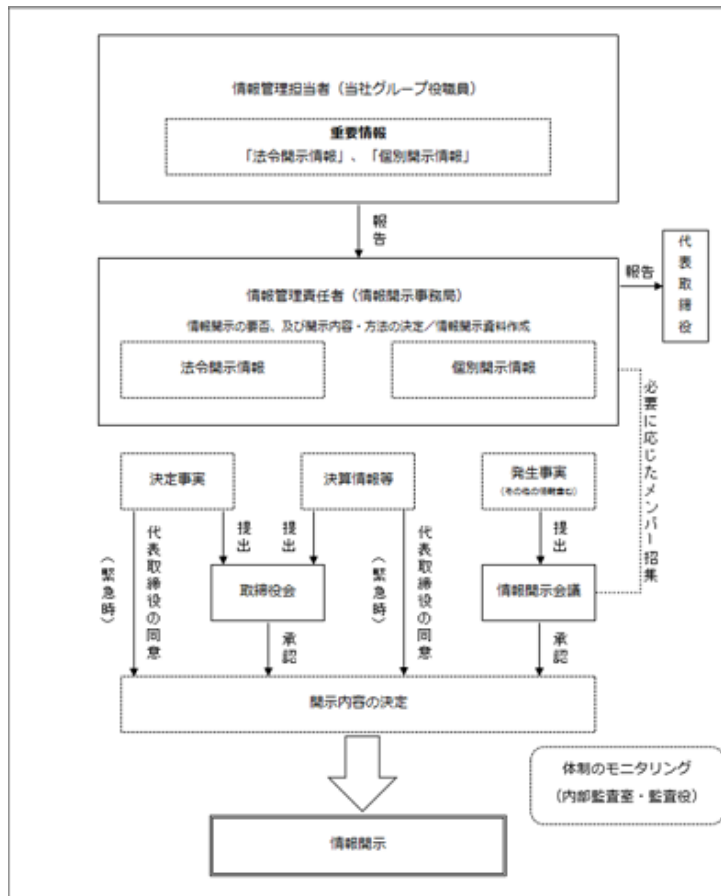 情報管理担当者（当社グループ役職員）
重要情報
「法令開示情報」、「個別開示情報」
報告
代表取締役
報告
情報管理責任者（情報開示事務局）
情報開示の要否、及び開示内容・方法の決定／情報開示資料作成
法令開示情報
個別開示情報
必要に応じたメンバー招集
決定事実
決算情報等
発生事実
（その他の情報含む）
（緊急時）
代表取締役の同意
提出
提出
（緊急時）
代表取締役の同意
提出
取締役会
情報開示会議
承認
承認
開示内容の決定
体制のモニタリング
（内部監査室・監査役）
情報開示